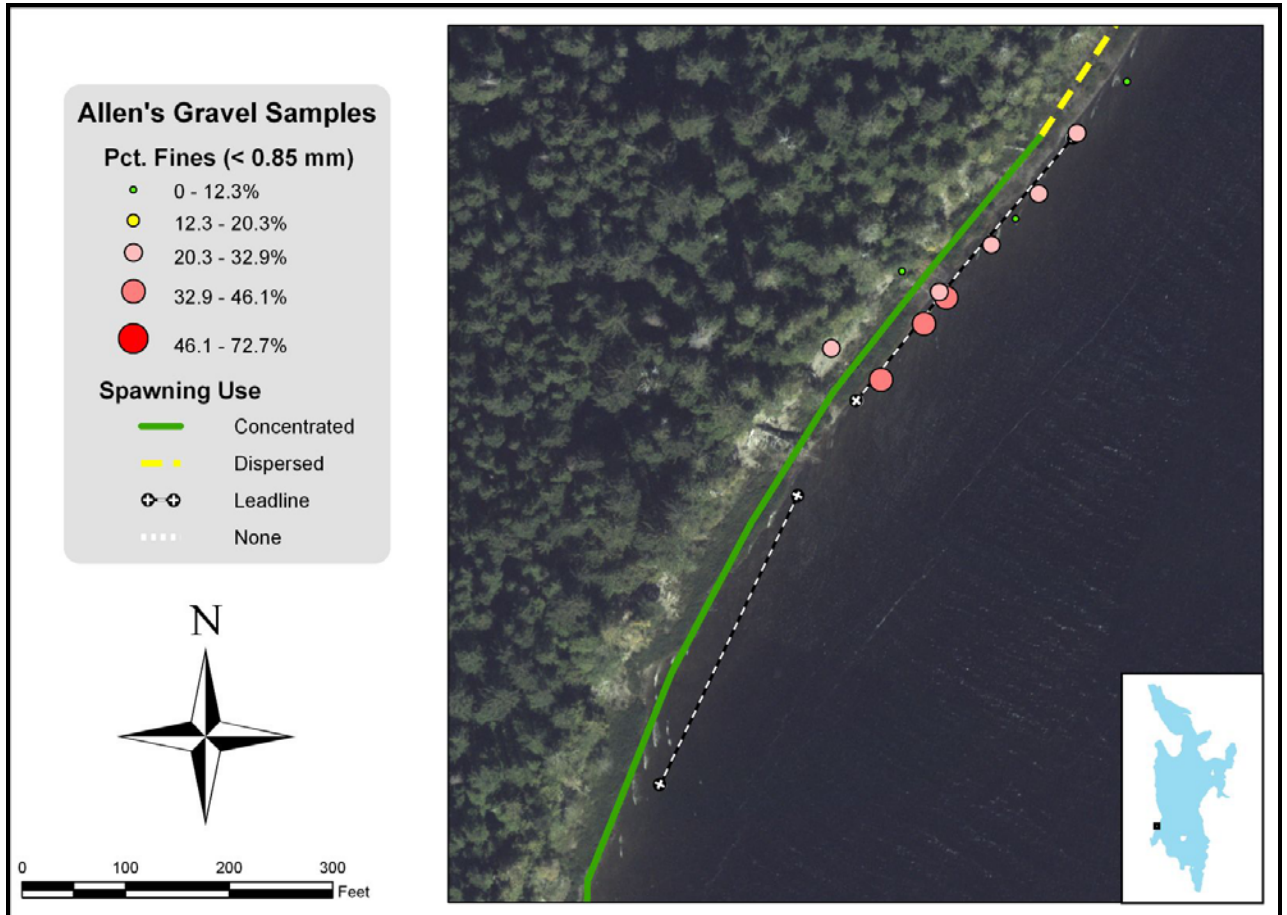 Allen's Gravel Samples
Pct. Fines (< 0.85 mm)
0 - 12.3%
12.3 - 20.3%
20.3 - 32.9%
32.9 - 46.1%
46.1 - 72.7%
Spawning Use
Concentrated
Dispersed
Leadline
None
N
0 100 200 300
Feet